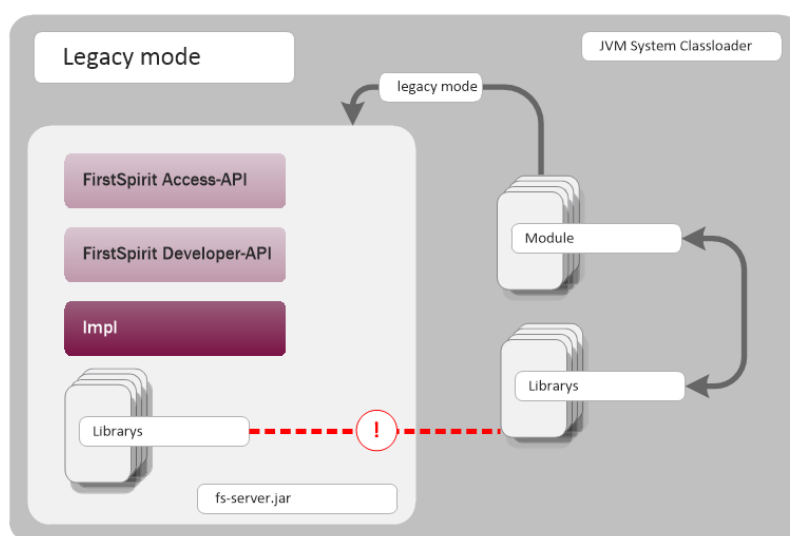 Legacy mode
JVM System Classloader
legacy mode
FirstSpirit Access-API
FirstSpirit Developer-API
Module
Impl
Librarys
Librarys
!
fs-server.jar